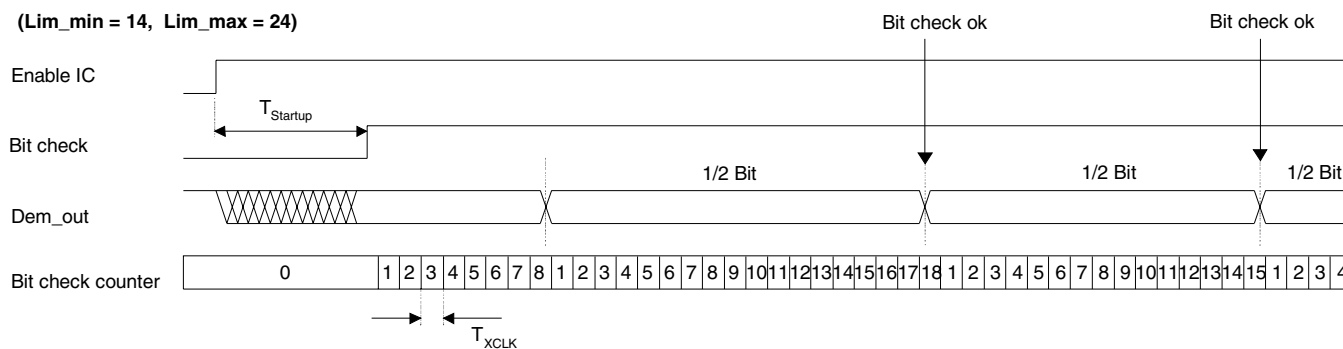 (Lim_min = 14, Lim_max = 24)
Bit check ok Bit check ok
Enable IC
T_Startup
Bit check
1/2 Bit 1/2 Bit 1/2 Bit
Dem_out
Bit check counter 0 1 2 3 4 5 6 7 8 1 2 3 4 5 6 7 8 9 10 11 12 13 14 15 16 17 18 1 2 3 4 5 6 7 8 9 10 11 12 13 14 15 1 2 3 4
T_XCLK